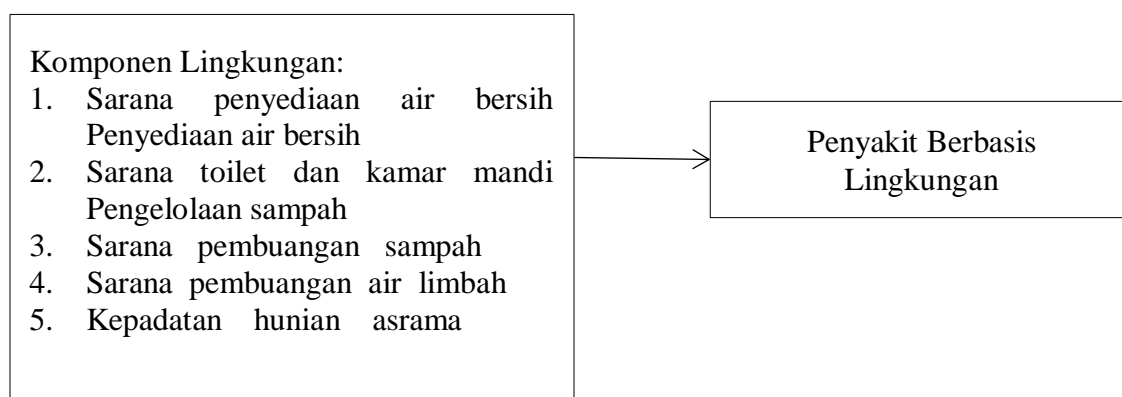 Komponen Lingkungan:
1. Sarana penyediaan air bersih
Penyediaan air bersih
2. Sarana toilet dan kamar mandi
Pengelolaan sampah
3. Sarana pembuangan sampah
4. Sarana pembuangan air limbah
5. Kepadatan hunian asrama
Penyakit Berbasis
Lingkungan